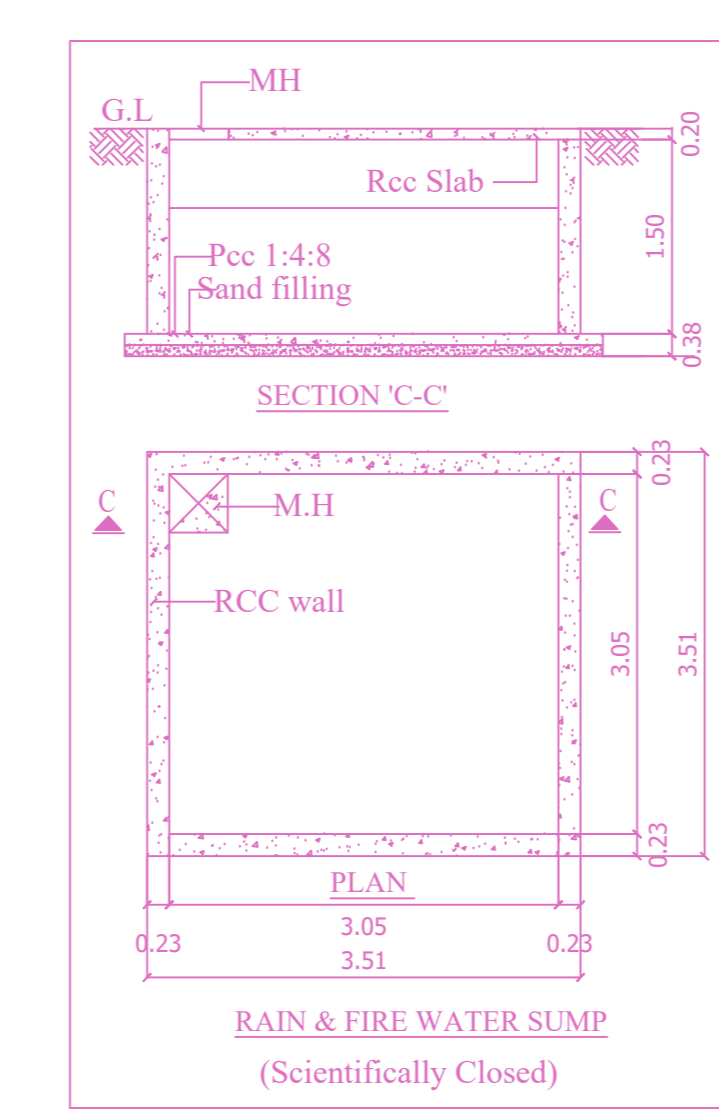 MH
G.L
0.20
Rcc Slab
1.50
Pcc 1:4:8
Sand filling
0.38
SECTION 'C-C'
0.23
C
M.H
C
RCC wall
3.05
3.51
0.23
PLAN
3.05
0.23
0.23
3.51
RAIN & FIRE WATER SUMP
(Scientifically Closed)